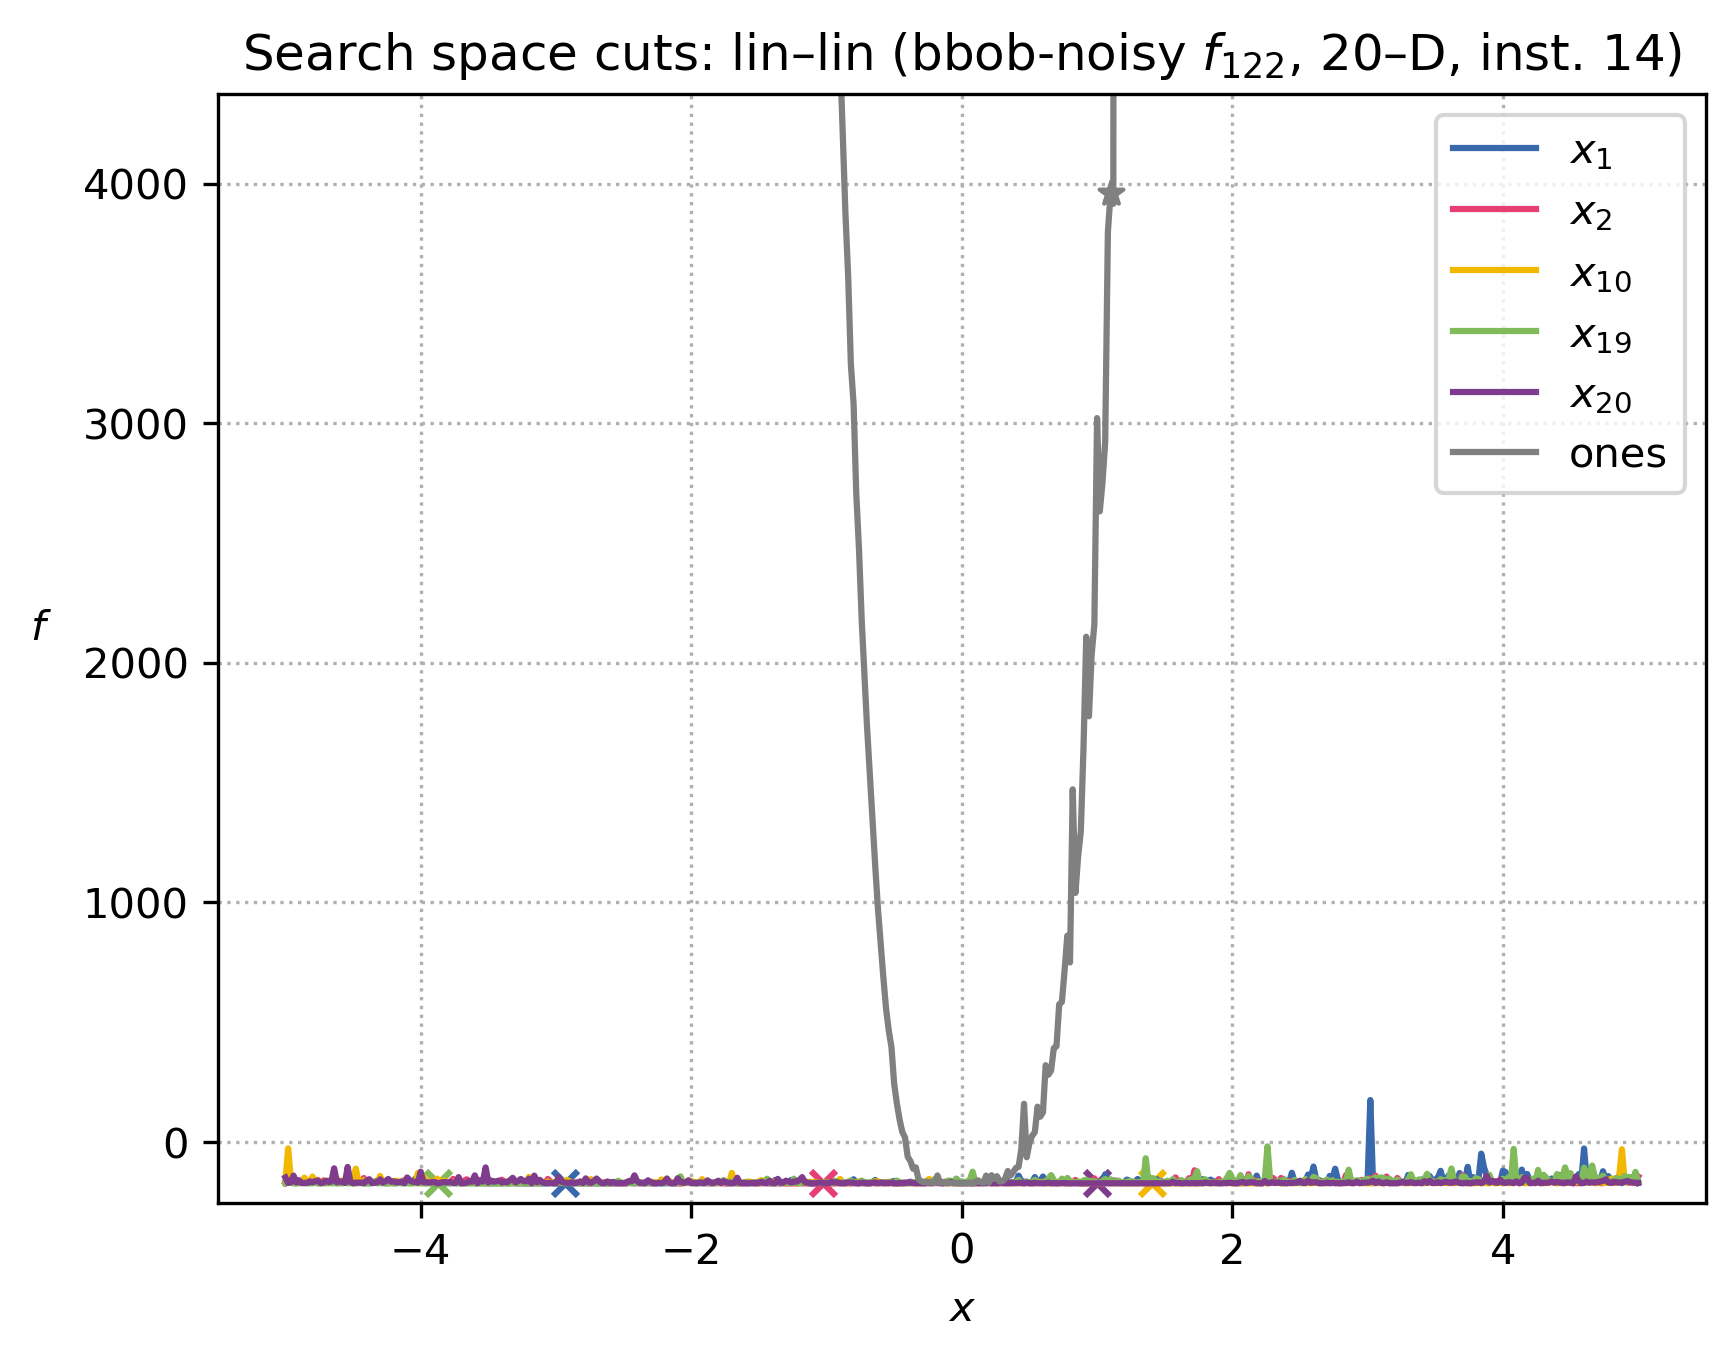 Search space cuts: lin–lin (bbob-noisy f122, 20–D, inst. 14)
x1
x2
x10
x19
x20
ones
4000
3000
2000
1000
0
f
−4 −2 0 2 4
x